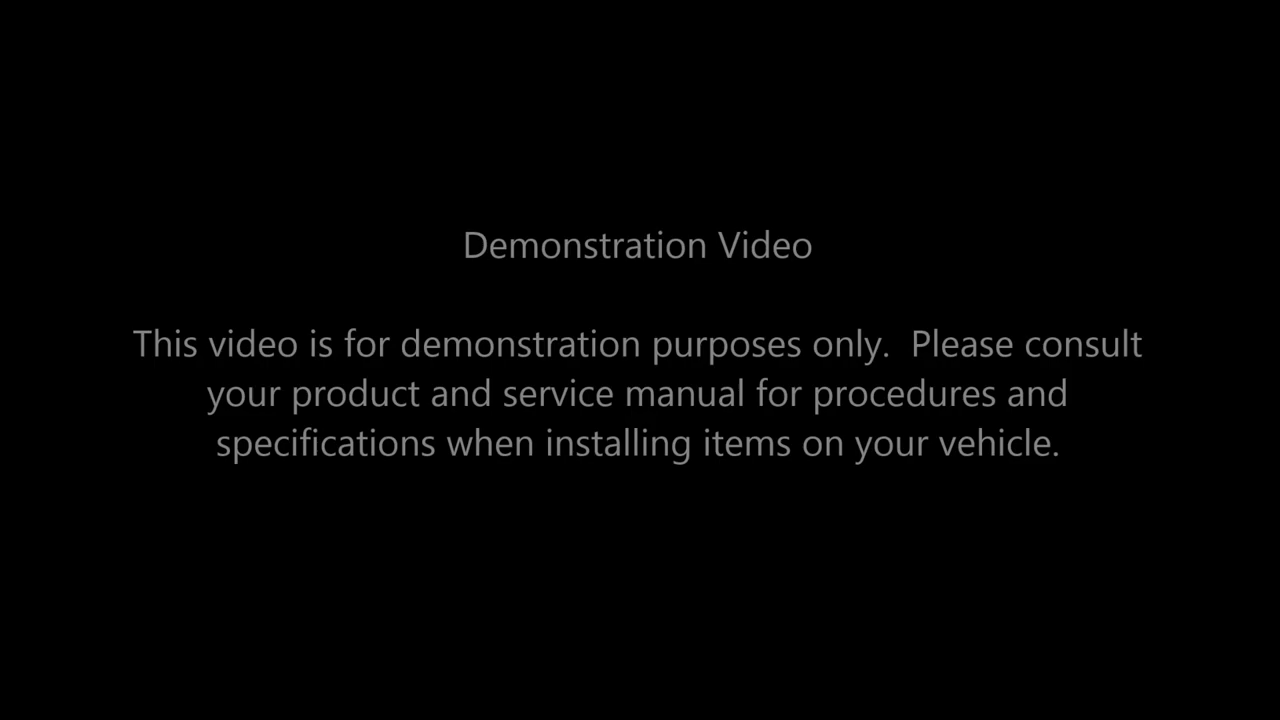 Demonstration Video
This video is for demonstration purposes only.  Please consult
your product and service manual for procedures and
specifications when installing items on your vehicle.